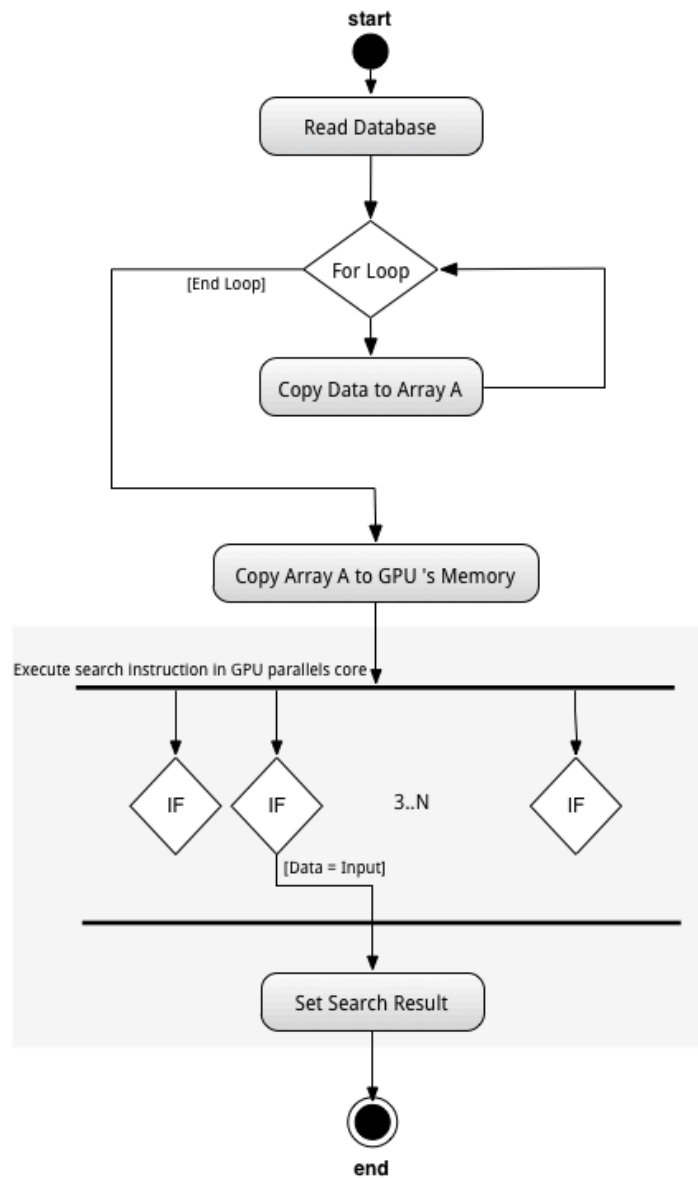 start
Read Database
For Loop
[End Loop]
Copy Data to Array A
Copy Array A to GPU 's Memory
Execute search instruction in GPU parallels core
IF
IF
3..N
IF
[Data = Input]
Set Search Result
end